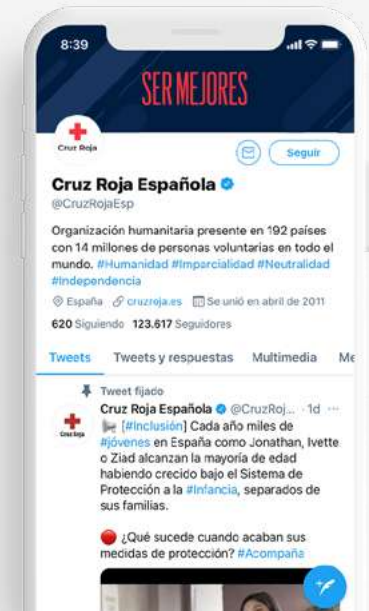 8:39
SER MEJORES
Cruz Roja
Seguir
Cruz Roja Española
@CruzRojaEsp
Organización humanitaria presente en 192 países
con 14 millones de personas voluntarias en todo el
mundo. #Humanidad #Imparcialidad #Neutralidad
#Independencia
España cruzroja.es Se unió en abril de 2011
620 Siguiendo 123.617 Seguidores
Tweets Tweets y respuestas Multimedia Me
Tweet fijado
Cruz Roja Española @CruzRoj... · 1d ···
Cruz Roja
[#Inclusión] Cada año miles de
#jóvenes en España como Jonathan, Ivette
o Ziad alcanzan la mayoría de edad
habiendo crecido bajo el Sistema de
Protección a la #Infancia, separados de
sus familias.
¿Qué sucede cuando acaban sus
medidas de protección? #Acompaña